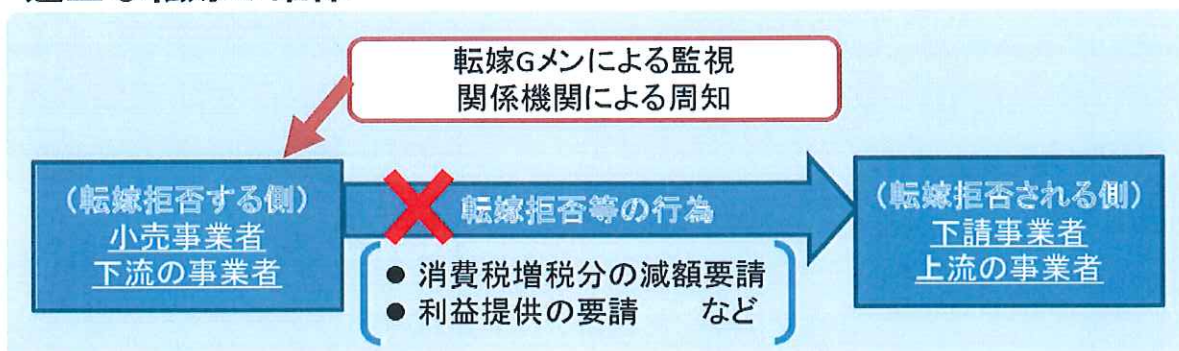 転嫁Gメンによる監視
関係機関による周知
(転嫁拒否する側)
小売事業者
下流の事業者
転嫁拒否等の行為
● 消費税増税分の減額要請
● 利益提供の要請 など
(転嫁拒否される側)
下請事業者
上流の事業者